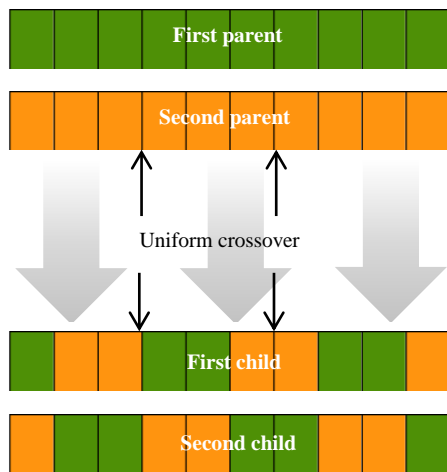 First parent
Second parent
Uniform crossover
First child
Second child